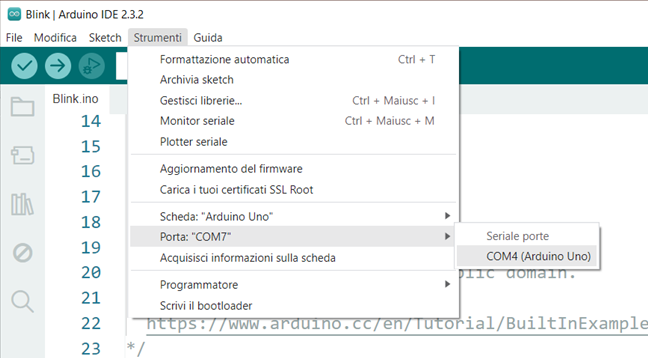 Blink | Arduino IDE 2.3.2
File Modifica Sketch Strumenti Guida
Formattazione automatica Ctrl + T
Archivia sketch
Gestisci librerie... Ctrl + Maiusc + I
Monitor seriale Ctrl + Maiusc + M
Plotter seriale
Aggiornamento del firmware
Carica i tuoi certificati SSL Root
Scheda: "Arduino Uno"
Porta: "COM7"
Acquisisci informazioni sulla scheda
Programmatore
Scrivi il bootloader
Seriale porte
COM4 (Arduino Uno)
Blink.ino
14
15
16
17
18
19
20
21 domain.
22 https://www.arduino.cc/en/Tutorial/BuiltInExample
23 */